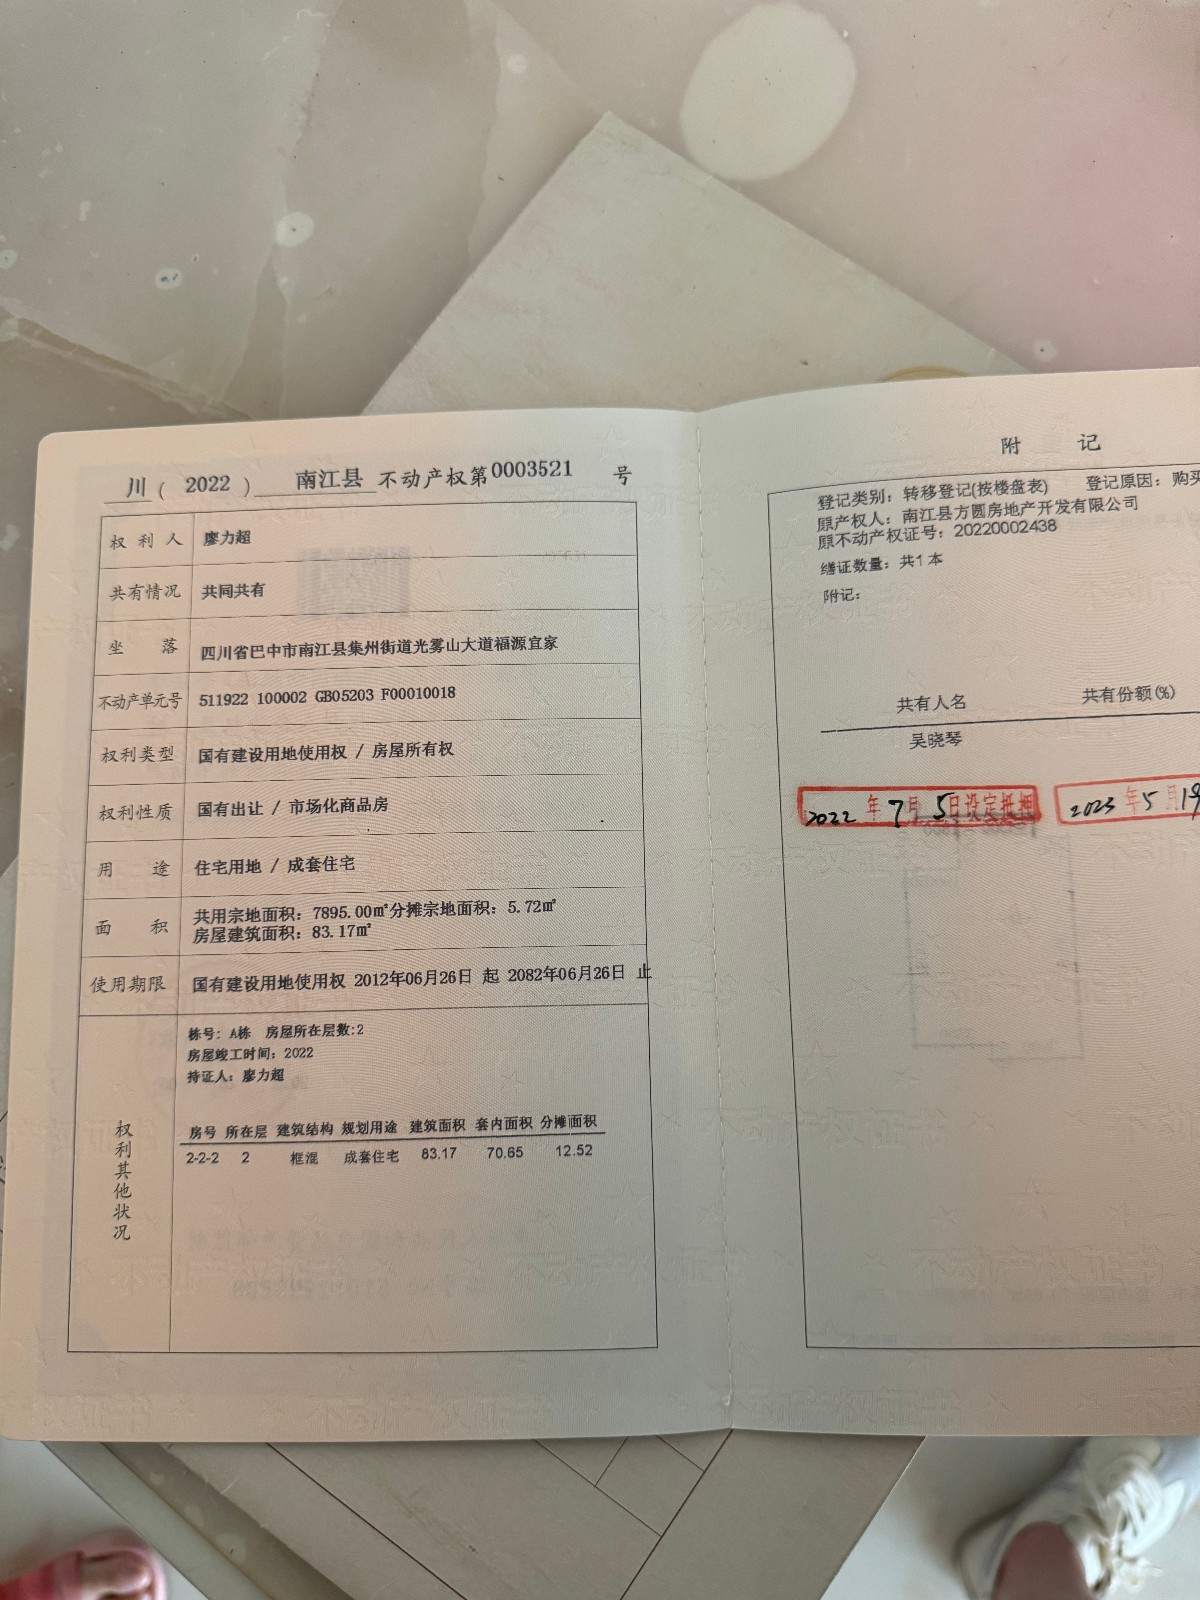 川（ 2022 ） 南江县 不动产权第0003521 号
权利人 廖力超
共有情况 共同共有
坐落 四川省巴中市南江县集州街道光雾山大道福源宜家
不动产单元号 511922 100002 GB05203 F00010018
权利类型 国有建设用地使用权 / 房屋所有权
权利性质 国有出让 / 市场化商品房
用途 住宅用地 / 成套住宅
面积 共用宗地面积：7895.00㎡分摊宗地面积：5.72㎡
房屋建筑面积：83.17㎡
使用期限 国有建设用地使用权 2012年06月26日 起 2082年06月26日 止
权利其他状况
栋号: A栋 房屋所在层数:2
房屋竣工时间：2022
持证人：廖力超
房号 所在层 建筑结构 规划用途 建筑面积 套内面积 分摊面积
2-2-2 2 框混 成套住宅 83.17 70.65 12.52
附 记
登记类别：转移登记(按楼盘表) 登记原因：购买
原产权人：南江县方圆房地产开发有限公司
原不动产权证号：20220002438
缮证数量：共1本
附记：
共有人名 共有份额(%)
吴晓琴
2022 年 7 月 5 日设定抵押
2023 年 5 月 19